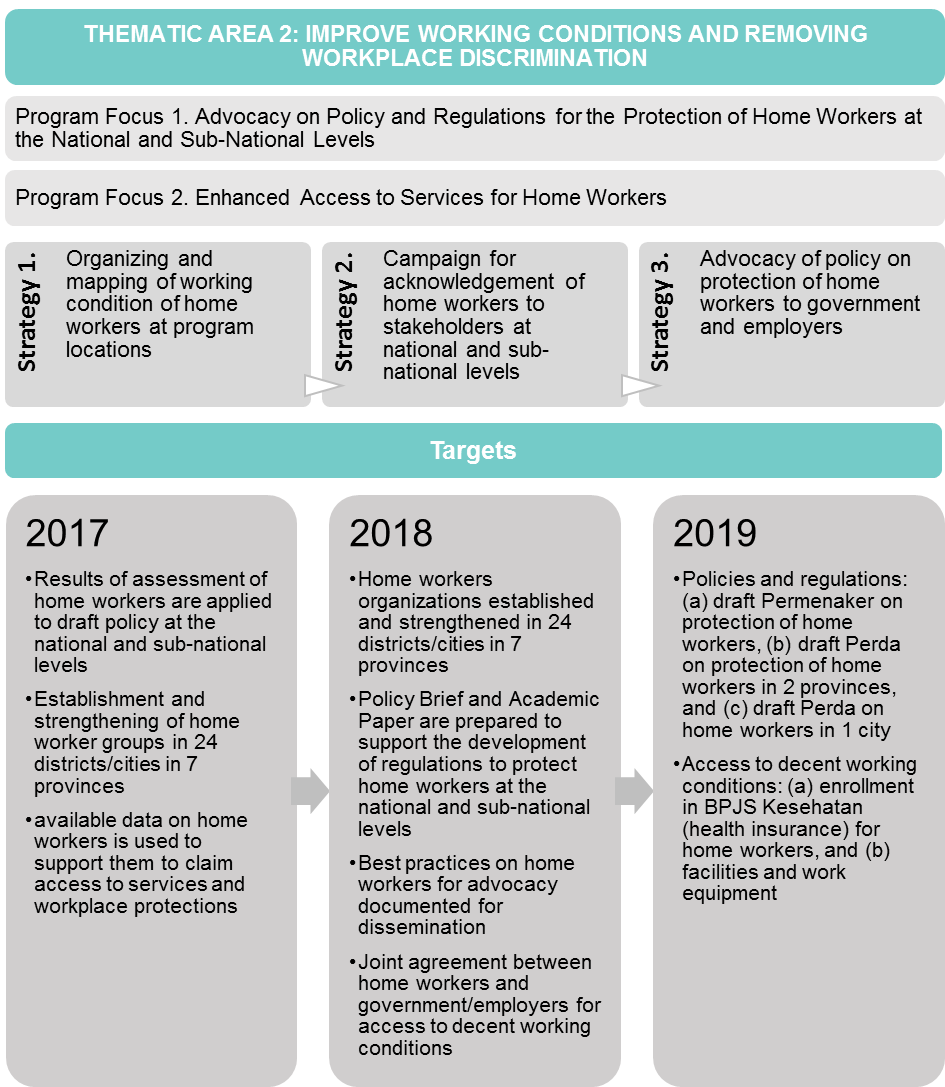 THEMATIC AREA 2: IMPROVE WORKING CONDITIONS AND REMOVING
WORKPLACE DISCRIMINATION
Program Focus 1. Advocacy on Policy and Regulations for the Protection of Home Workers at
the National and Sub-National Levels
Program Focus 2. Enhanced Access to Services for Home Workers
Strategy 1.
Organizing and
mapping of working
condition of home
workers at program
locations
Strategy 2.
Campaign for
acknowledgement of
home workers to
stakeholders at
national and sub-
national levels
Strategy 3.
Advocacy of policy on
protection of home
workers to government
and employers
Targets
2017
•Results of assessment of
home workers are applied
to draft policy at the
national and sub-national
levels
•Establishment and
strengthening of home
worker groups in 24
districts/cities in 7
provinces
•available data on home
workers is used to
support them to claim
access to services and
workplace protections
2018
•Home workers
organizations established
and strengthened in 24
districts/cities in 7
provinces
•Policy Brief and Academic
Paper are prepared to
support the development
of regulations to protect
home workers at the
national and sub-national
levels
•Best practices on home
workers for advocacy
documented for
dissemination
•Joint agreement between
home workers and
government/employers for
access to decent working
conditions
2019
•Policies and regulations:
(a) draft Permenaker on
protection of home
workers, (b) draft Perda
on protection of home
workers in 2 provinces,
and (c) draft Perda on
home workers in 1 city
•Access to decent working
conditions: (a) enrollment
in BPJS Kesehatan
(health insurance) for
home workers, and (b)
facilities and work
equipment